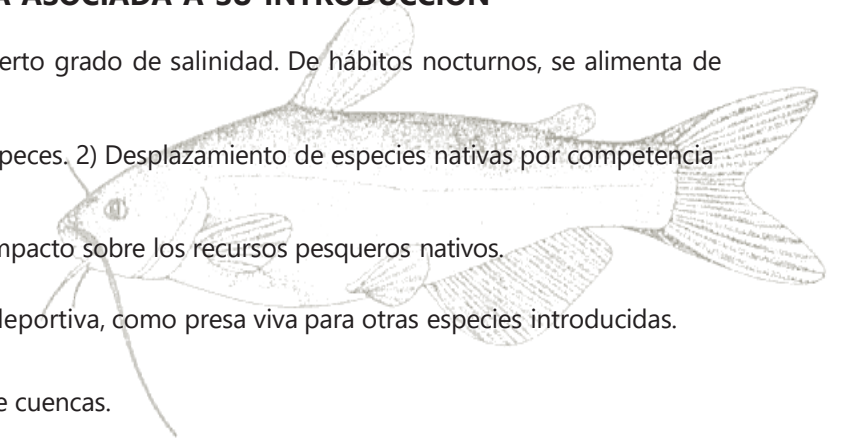 A ASOCIADA A SU INTRODUCCIÓN
erto grado de salinidad. De hábitos nocturnos, se alimenta de
peces. 2) Desplazamiento de especies nativas por competencia
mpacto sobre los recursos pesqueros nativos.
deportiva, como presa viva para otras especies introducidas.
e cuencas.